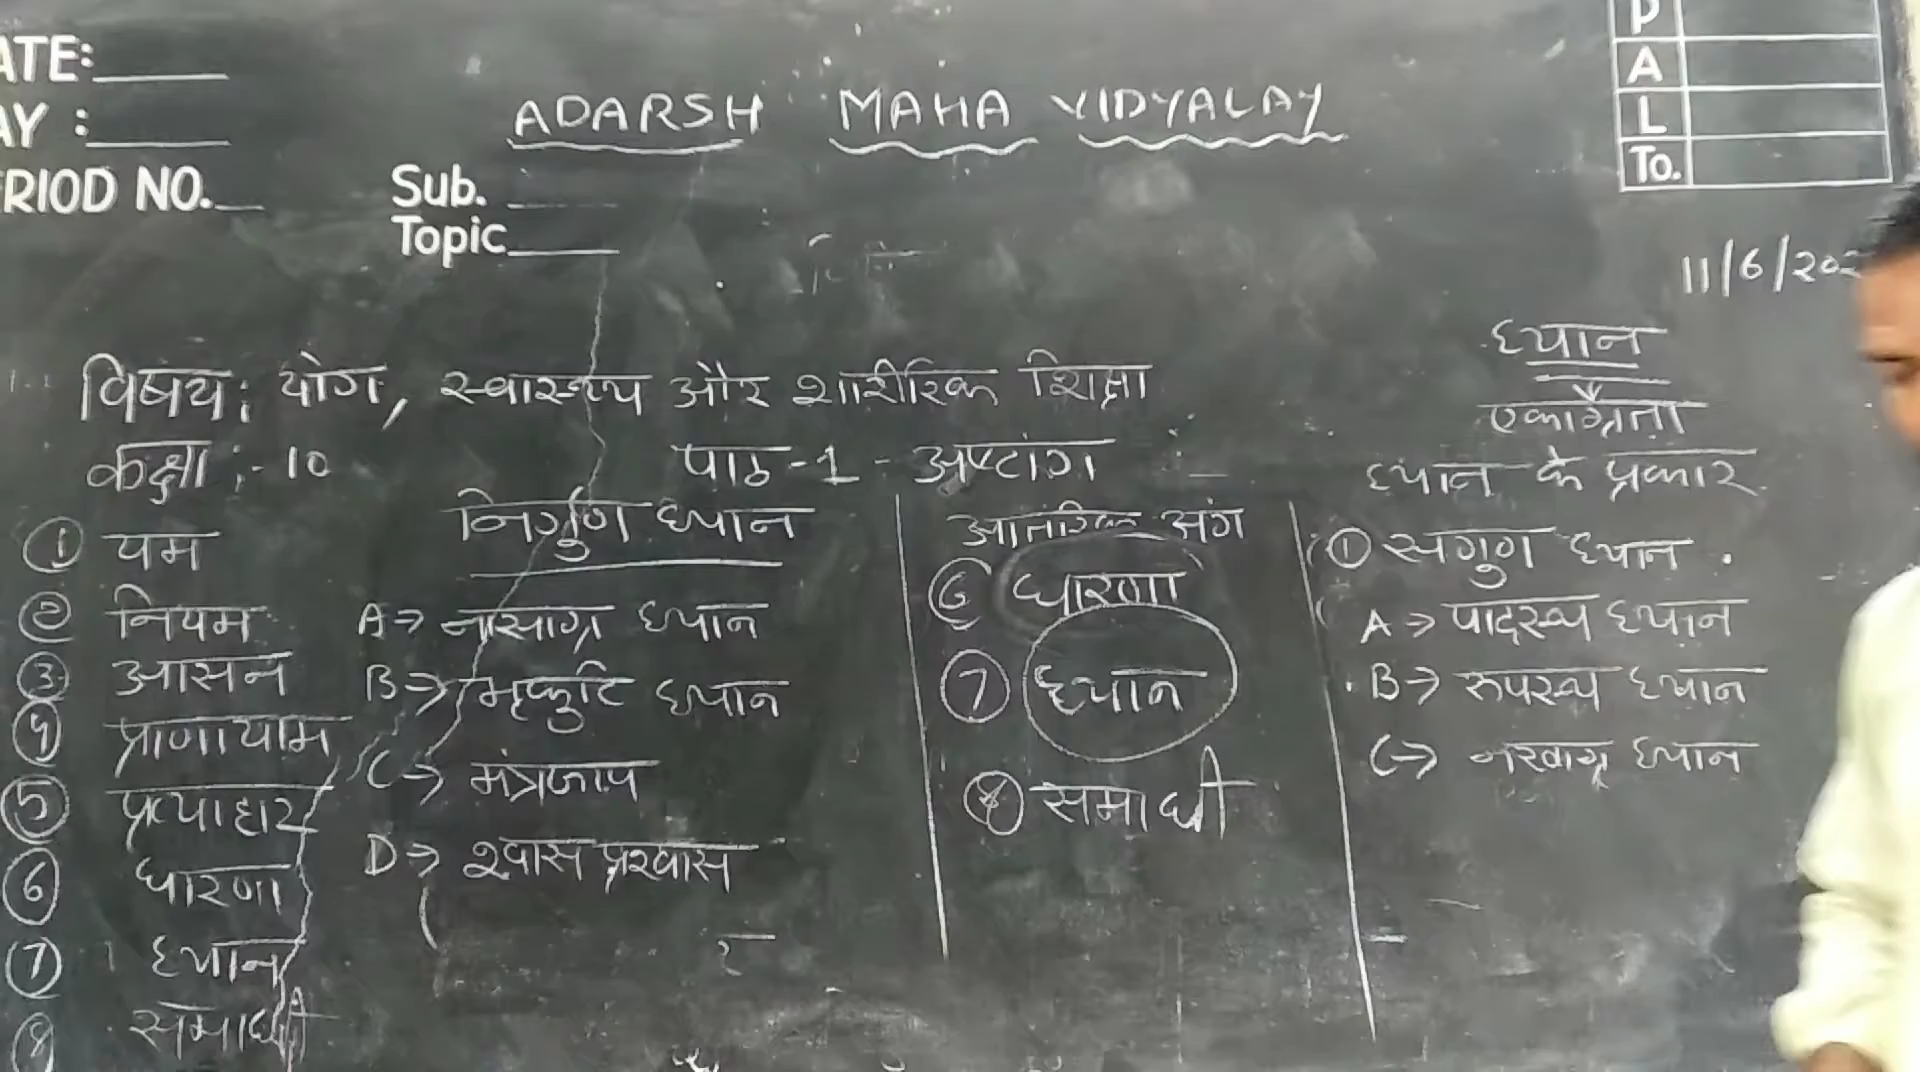 ATE:
AY :
RIOD NO.
Sub.
Topic
ADARSH MAHA VIDYALAY
P
A
L
To.
11/6/202
विषय: योग, स्वास्थ्य और शारीरिक शिक्षा
कक्षा :- 10
पाठ -1 - अष्टांग
① यम
② नियम
③ आसन
④ प्राणायाम
⑤ प्रत्याहार
⑥ धारणा
⑦ ध्यान
⑧ समाधी
निर्गुण ध्यान
A → नासाग्र ध्यान
B → भृकुटि ध्यान
C → मंत्रजाप
D → श्वास प्रश्वास
आतंरिक अंग
⑥ धारणा
⑦ ध्यान
⑧ समाधी
ध्यान
↓
एकाग्रता
ध्यान के प्रकार
① सगुण ध्यान
A → पादस्थ ध्यान
B → रुपस्थ ध्यान
C → नखाग्र ध्यान